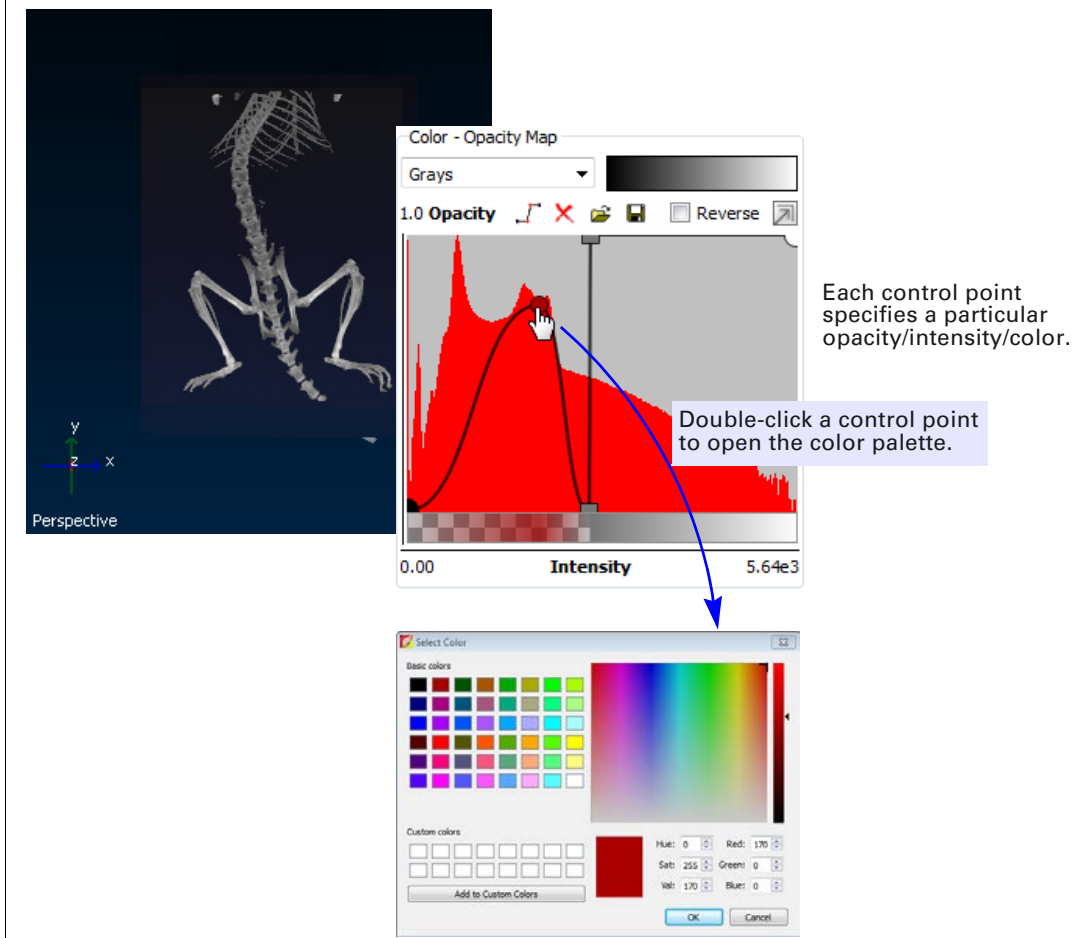 y
z x
Perspective
Color - Opacity Map
Grays
1.0 Opacity Reverse
0.00 Intensity 5.64e3
Each control point
specifies a particular
opacity/intensity/color.
Double-click a control point
to open the color palette.
Select Color
Basic colors
Custom colors
Add to Custom Colors
Hue: 0 Red: 170
Sat: 255 Green: 0
Val: 170 Blue: 0
OK Cancel